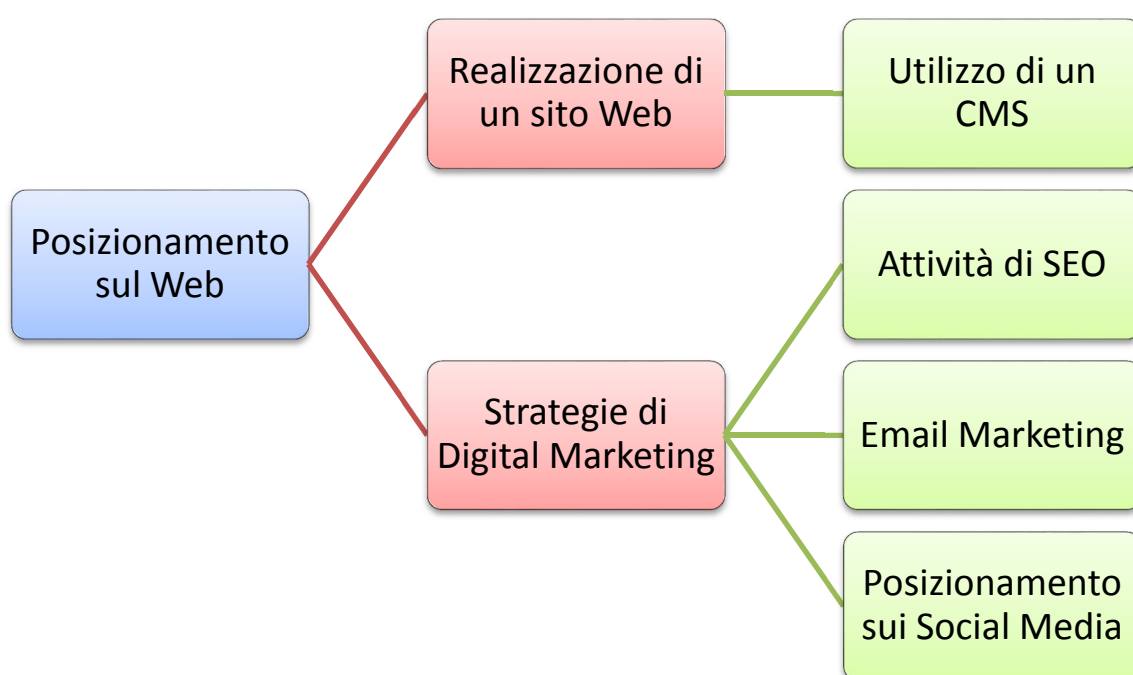 Posizionamento
sul Web
Realizzazione di
un sito Web
Utilizzo di un
CMS
Strategie di
Digital Marketing
Attività di SEO
Email Marketing
Posizionamento
sui Social Media